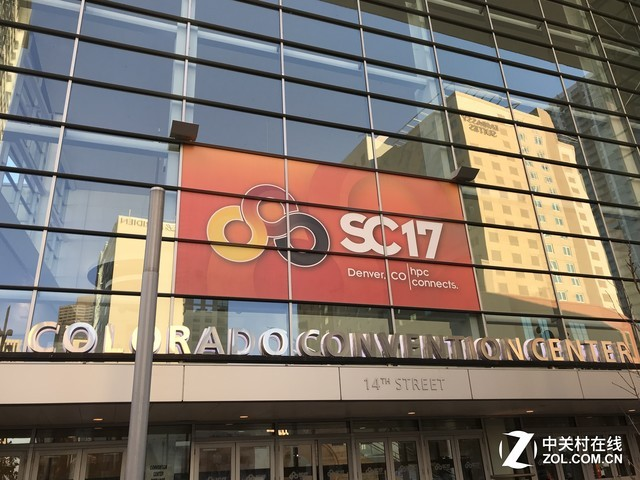 SC17
Denver, CO
hpc
connects.
COLORADO CONVENTION CENTER
14TH STREET
中关村在线
ZOL.COM.CN